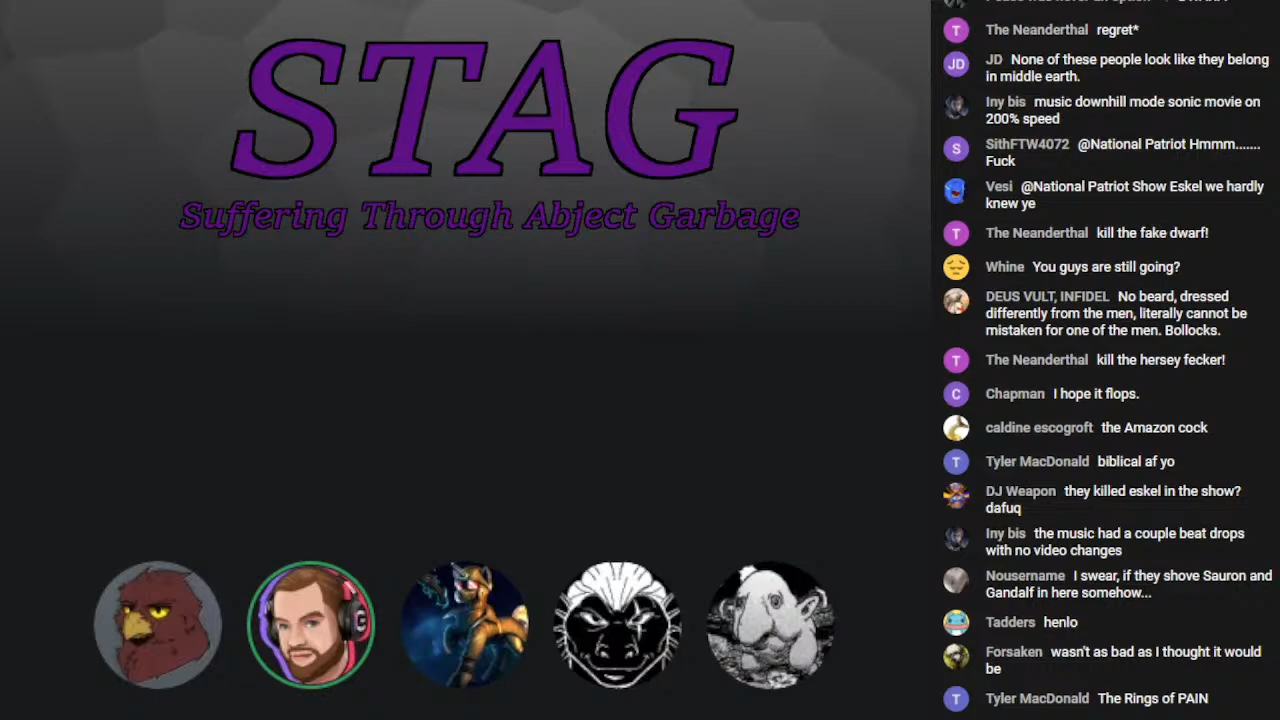 STAG
Suffering Through Abject Garbage
T The Neanderthal regret*
JD JD None of these people look like they belong
in middle earth.
Iny bis music downhill mode sonic movie on
200% speed
S SithFTW4072 @National Patriot Hmmm.......
Fuck
Vesi @National Patriot Show Eskel we hardly
knew ye
T The Neanderthal kill the fake dwarf!
Whine You guys are still going?
DEUS VULT, INFIDEL No beard, dressed
differently from the men, literally cannot be
mistaken for one of the men. Bollocks.
T The Neanderthal kill the hersey fecker!
C Chapman I hope it flops.
caldine escogroft the Amazon cock
T Tyler MacDonald biblical af yo
DJ Weapon they killed eskel in the show?
dafuq
Iny bis the music had a couple beat drops
with no video changes
Nousername I swear, if they shove Sauron and
Gandalf in here somehow...
Tadders henlo
Forsaken wasn't as bad as I thought it would
be
T Tyler MacDonald The Rings of PAIN